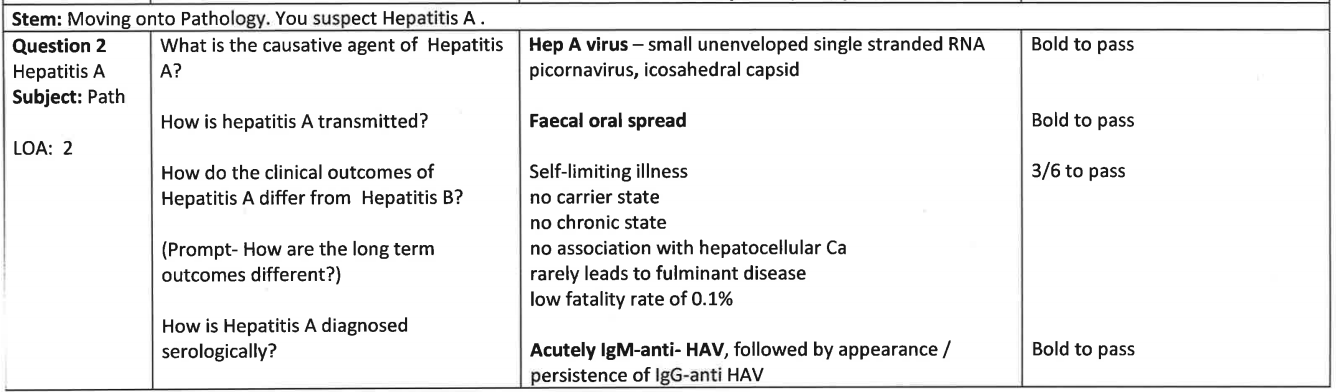 Stem: Moving onto Pathology. You suspect Hepatitis A .
Question 2
Hepatitis A
Subject: Path
LOA: 2
What is the causative agent of Hepatitis
A?
How is hepatitis A transmitted?
How do the clinical outcomes of
Hepatitis A differ from Hepatitis B?
(Prompt- How are the long term
outcomes different?)
How is Hepatitis A diagnosed
serologically?
Hep A virus – small unenveloped single stranded RNA
picornavirus, icosahedral capsid
Faecal oral spread
Self-limiting illness
no carrier state
no chronic state
no association with hepatocellular Ca
rarely leads to fulminant disease
low fatality rate of 0.1%
Acutely IgM-anti- HAV, followed by appearance /
persistence of IgG-anti HAV
Bold to pass
Bold to pass
3/6 to pass
Bold to pass